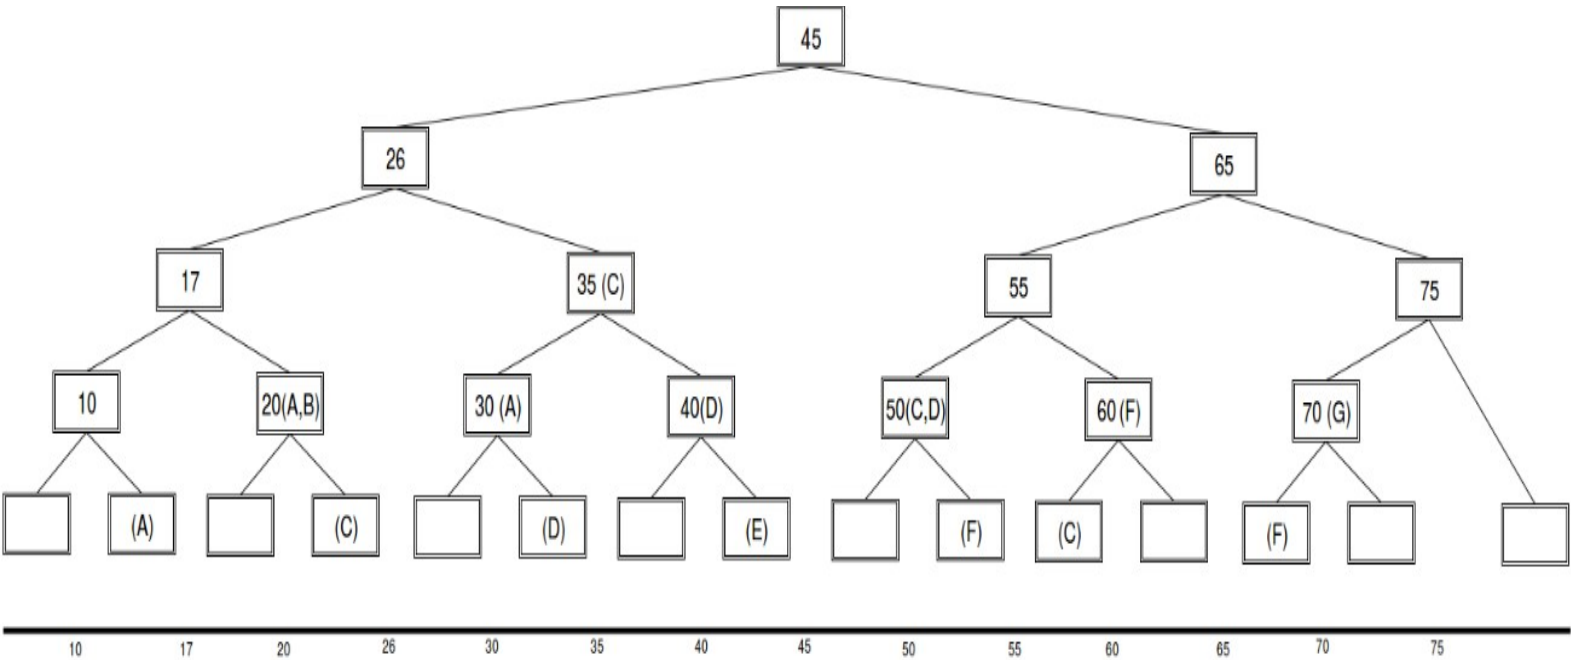 45
26 65
17 35 (C) 55 75
10 20(A,B) 30 (A) 40(D) 50(C,D) 60 (F) 70 (G)
(A) (C) (D) (E) (F) (C) (F)
10 17 20 26 30 35 40 45 50 55 60 65 70 75